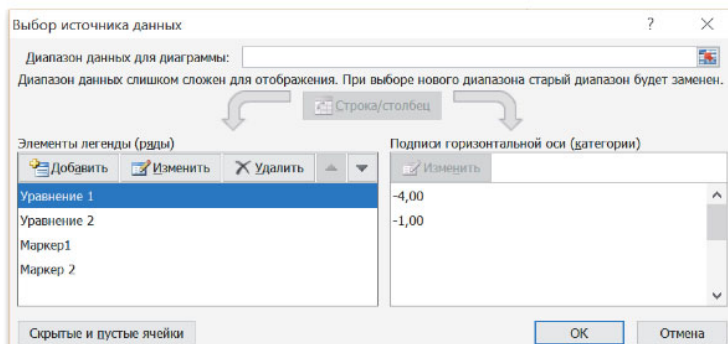 Выбор источника данных ? ×
Диапазон данных для диаграммы:
Диапазон данных слишком сложен для отображения. При выборе нового диапазона старый диапазон будет заменен.
Строка/столбец
Элементы легенды (ряды)
Добавить Изменить Удалить
Уравнение 1
Уравнение 2
Маркер1
Маркер 2
Подписи горизонтальной оси (категории)
Изменить
-4,00
-1,00
Скрытые и пустые ячейки
ОК Отмена